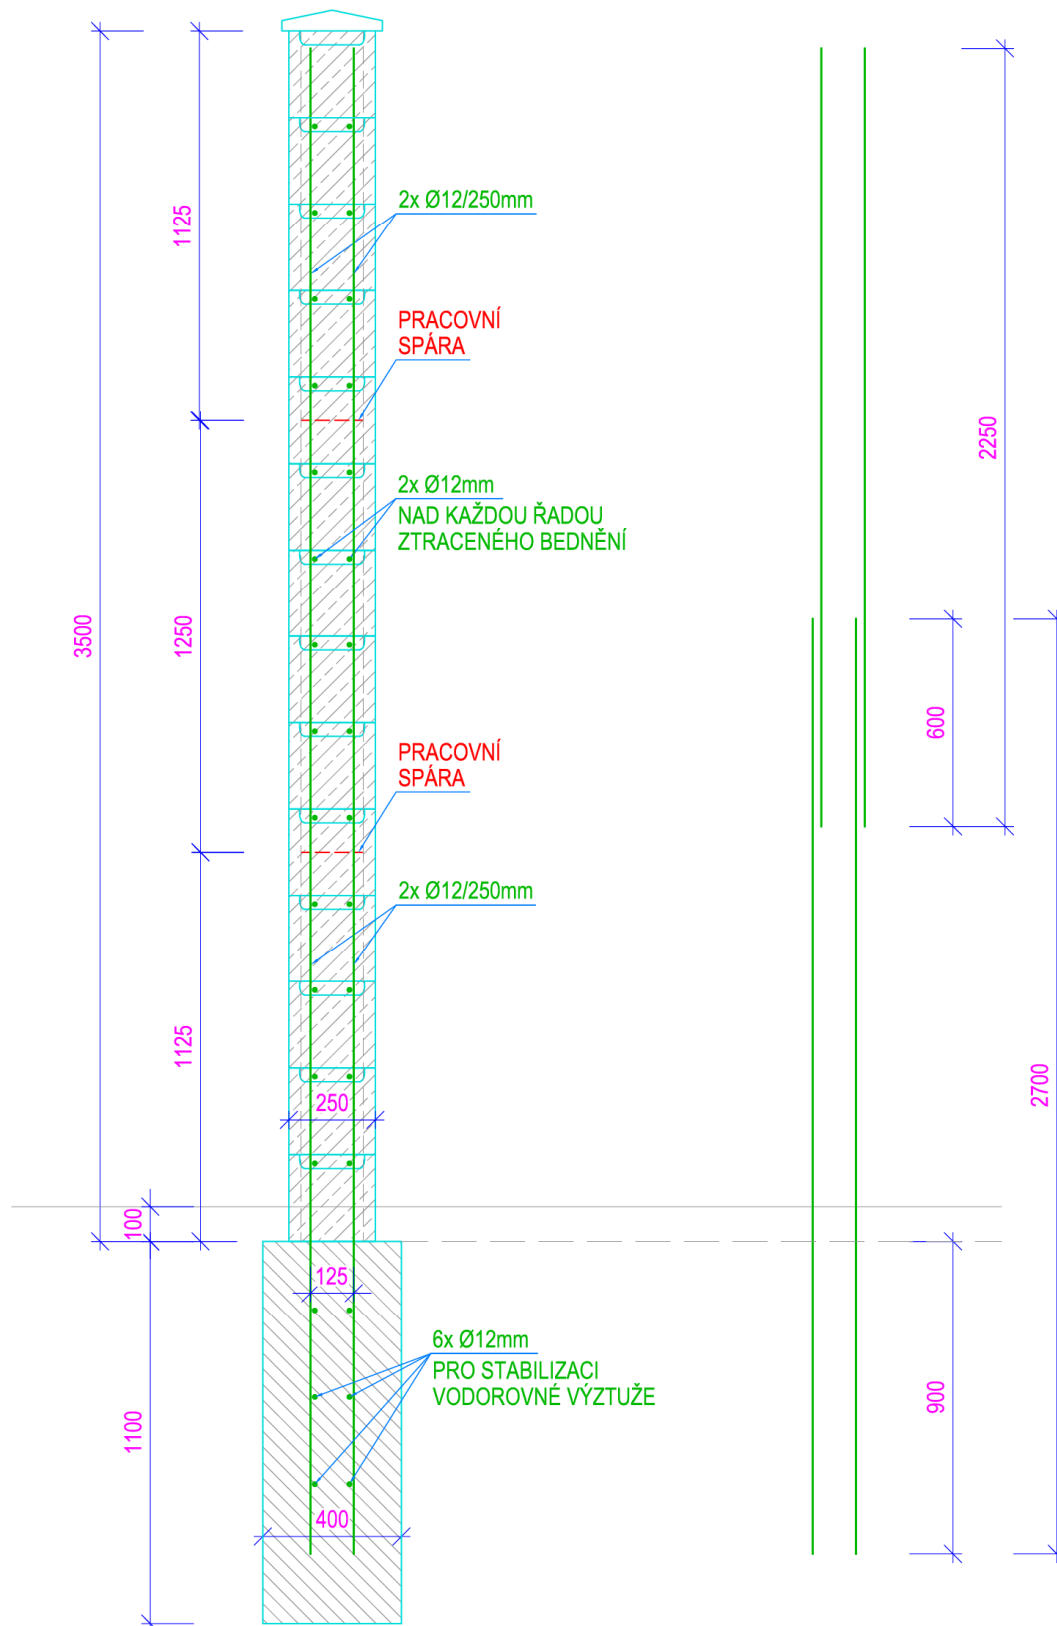 1125
2x Ø12/250mm
PRACOVNÍ
SPÁRA
2250
2x Ø12mm
NAD KAŽDOU ŘADOU
ZTRACENÉHO BEDNĚNÍ
3500
1250
600
PRACOVNÍ
SPÁRA
2x Ø12/250mm
1125
2700
250
100
125
6x Ø12mm
PRO STABILIZACI
VODOROVNÉ VÝZTUŽE
900
1100
400